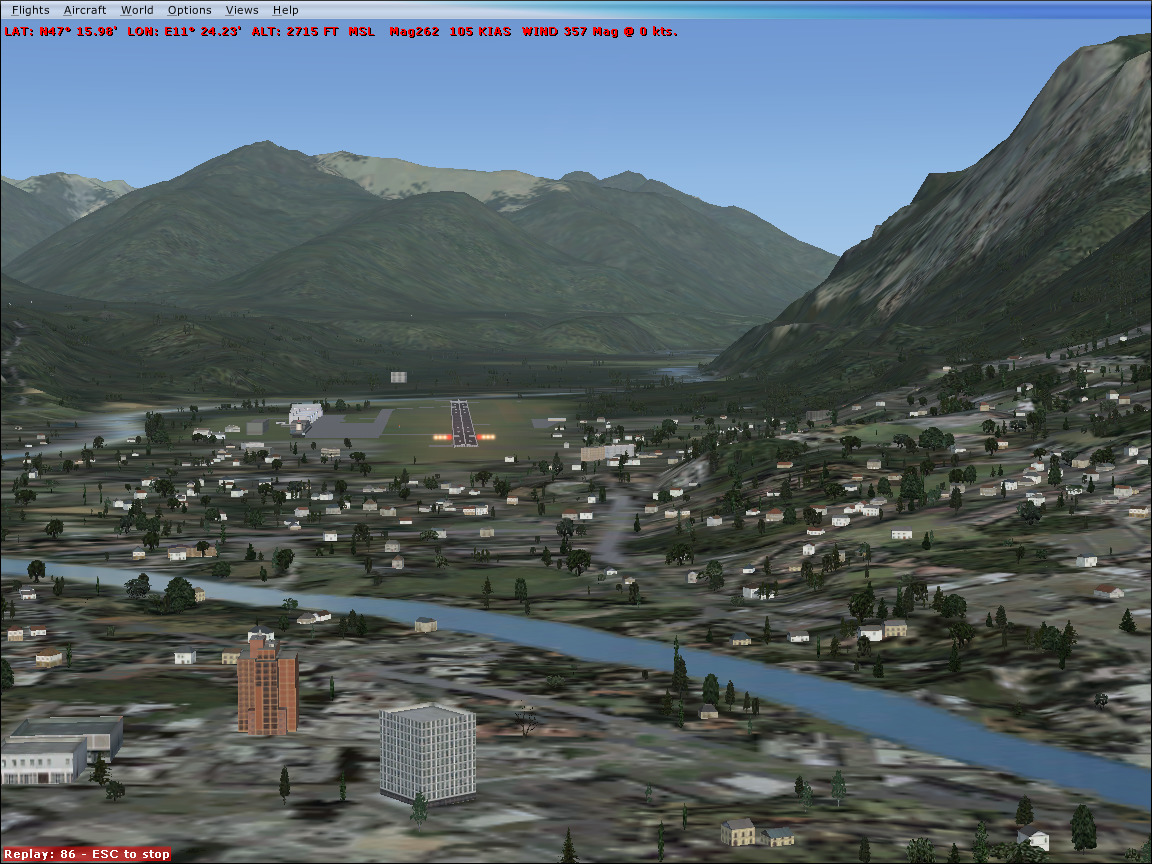 Flights Aircraft World Options Views Help
LAT: N47° 15.98' LON: E11° 24.23' ALT: 2715 FT MSL Mag262 105 KIAS WIND 357 Mag @ 0 kts.
Replay: 86 - ESC to stop